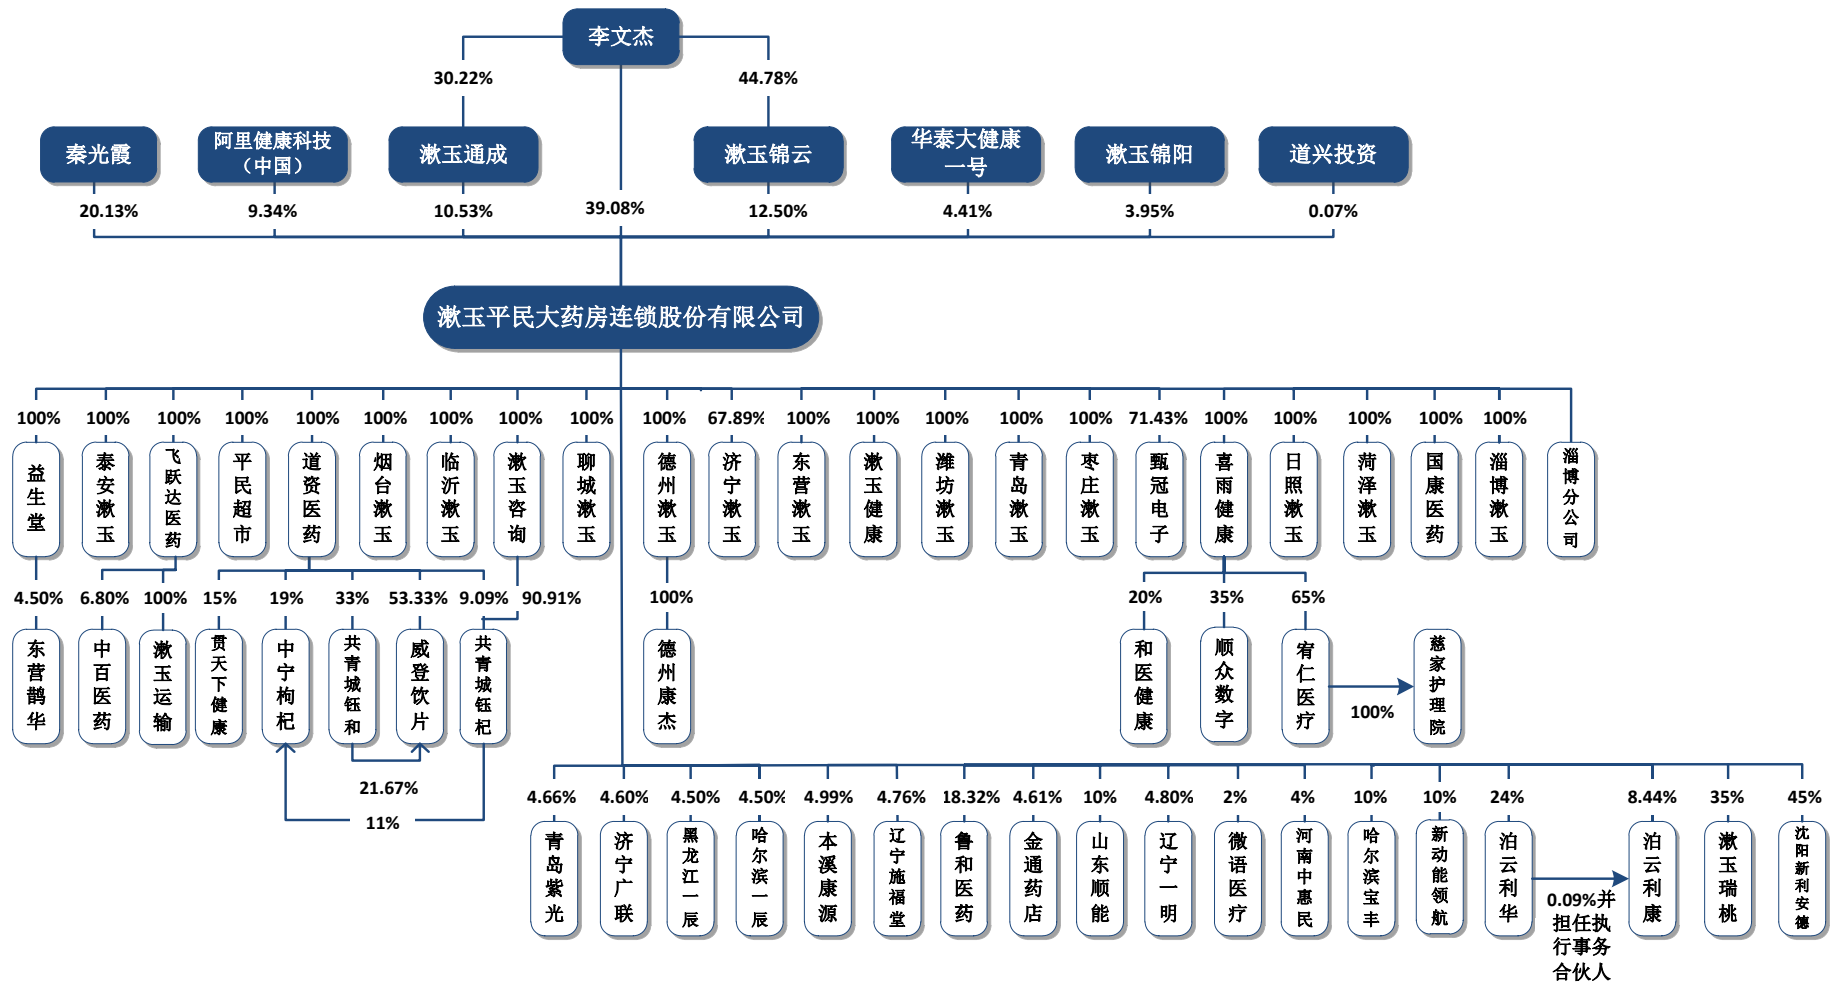 李文杰
30.22%
44.78%
秦光霞
阿里健康科技
（中国）
漱玉通成
漱玉锦云
华泰大健康
一号
漱玉锦阳
道兴投资
20.13%
9.34%
10.53%
39.08%
12.50%
4.41%
3.95%
0.07%
漱玉平民大药房连锁股份有限公司
100%
100%
100%
100%
100%
100%
100%
100%
100%
100%
67.89%
100%
100%
100%
100%
100%
71.43%
100%
100%
100%
100%
100%
益生堂
泰安漱玉
飞跃达医药
平民超市
道资医药
烟台漱玉
临沂漱玉
漱玉咨询
聊城漱玉
德州漱玉
济宁漱玉
东营漱玉
漱玉健康
潍坊漱玉
青岛漱玉
枣庄漱玉
甄冠电子
喜雨健康
日照漱玉
菏泽漱玉
国康医药
淄博漱玉
淄博分公司
4.50%
6.80%
100%
15%
19%
33%
53.33%
9.09%
90.91%
100%
20%
35%
65%
东营鹊华
中百医药
漱玉运输
贯天下健康
中宁枸杞
共青城钰和
威登饮片
共青城钰杞
德州康杰
和医健康
顺众数字
宥仁医疗
100%
慈家护理院
21.67%
11%
4.66%
4.60%
4.50%
4.50%
4.99%
4.76%
18.32%
4.61%
10%
4.80%
2%
4%
10%
10%
24%
8.44%
35%
45%
青岛紫光
济宁广联
黑龙江一辰
哈尔滨一辰
本溪康源
辽宁施福堂
鲁和医药
金通药店
山东顺能
辽宁一明
微语医疗
河南中惠民
哈尔滨宝丰
新动能领航
泊云利华
泊云利康
漱玉瑞桃
沈阳新利安德
0.09%并
担任执
行事务
合伙人